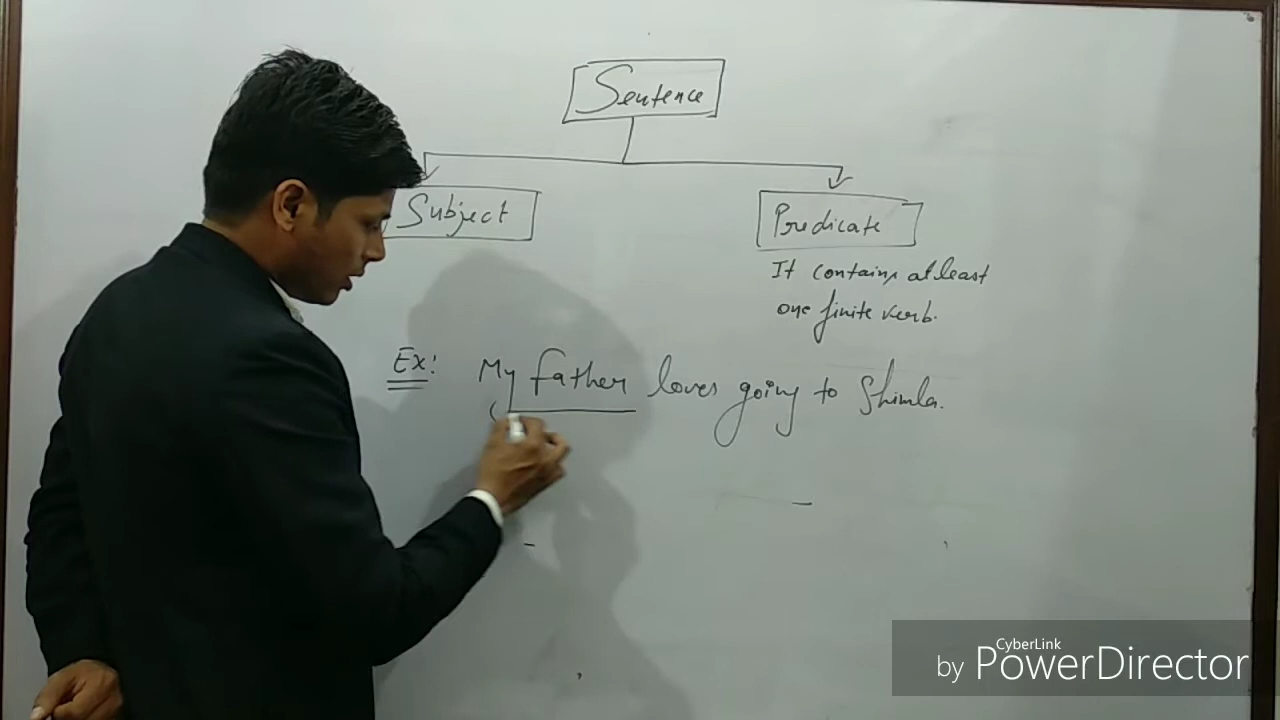 Sentence
Subject
Predicate
It contains atleast
one finite verb.
Ex: My father loves going to Shimla.
CyberLink
by PowerDirector